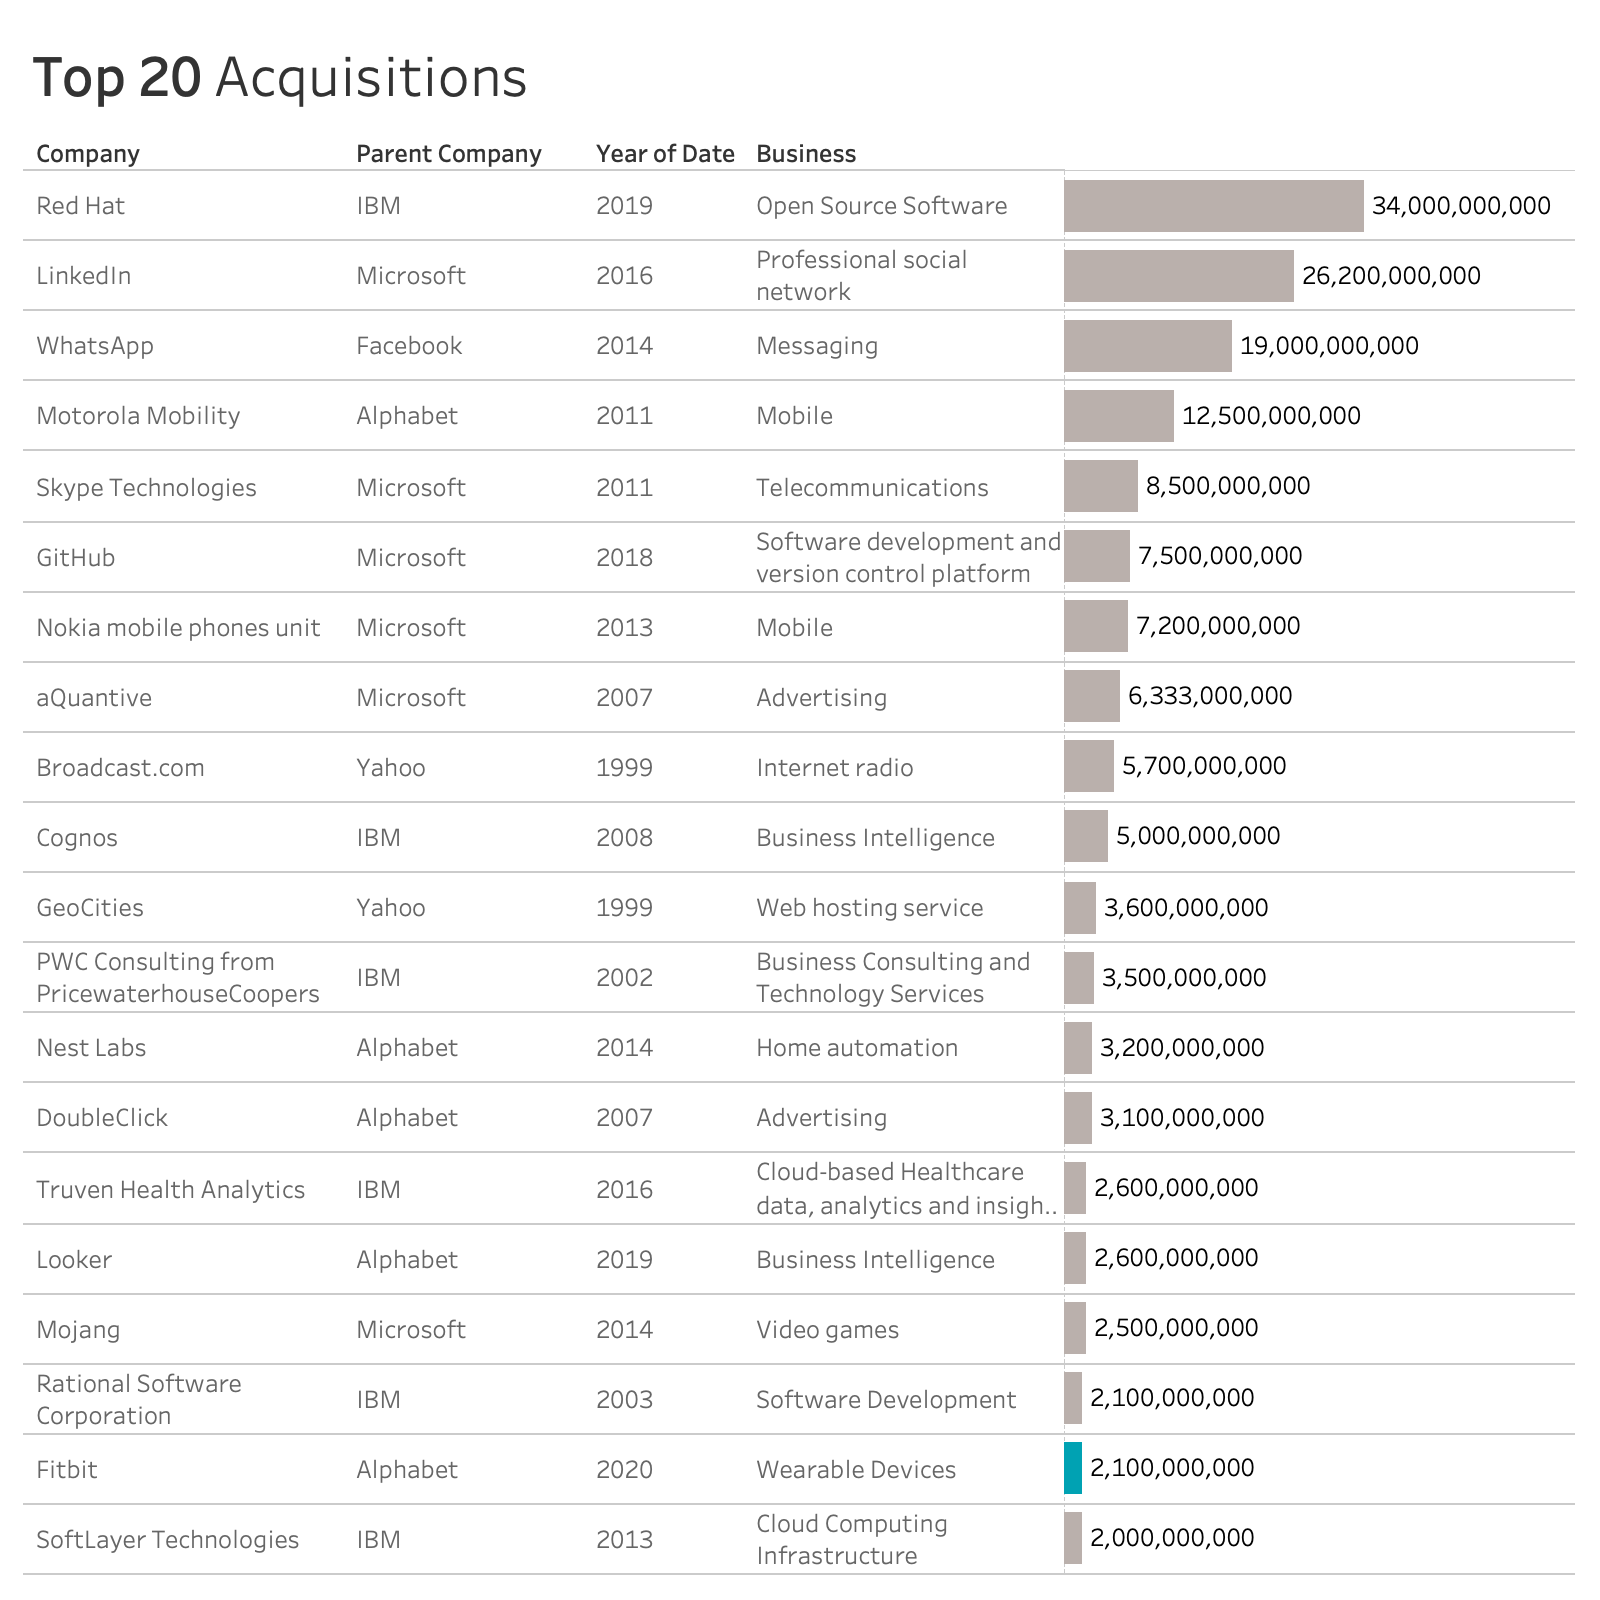 Top 20 Acquisitions
Company Parent Company Year of Date Business
Red Hat IBM 2019 Open Source Software 34,000,000,000
LinkedIn Microsoft 2016 Professional social
network 26,200,000,000
WhatsApp Facebook 2014 Messaging 19,000,000,000
Motorola Mobility Alphabet 2011 Mobile 12,500,000,000
Skype Technologies Microsoft 2011 Telecommunications 8,500,000,000
GitHub Microsoft 2018 Software development and
version control platform 7,500,000,000
Nokia mobile phones unit Microsoft 2013 Mobile 7,200,000,000
aQuantive Microsoft 2007 Advertising 6,333,000,000
Broadcast.com Yahoo 1999 Internet radio 5,700,000,000
Cognos IBM 2008 Business Intelligence 5,000,000,000
GeoCities Yahoo 1999 Web hosting service 3,600,000,000
PWC Consulting from
PricewaterhouseCoopers IBM 2002 Business Consulting and
Technology Services 3,500,000,000
Nest Labs Alphabet 2014 Home automation 3,200,000,000
DoubleClick Alphabet 2007 Advertising 3,100,000,000
Truven Health Analytics IBM 2016 Cloud-based Healthcare
data, analytics and insigh.. 2,600,000,000
Looker Alphabet 2019 Business Intelligence 2,600,000,000
Mojang Microsoft 2014 Video games 2,500,000,000
Rational Software
Corporation IBM 2003 Software Development 2,100,000,000
Fitbit Alphabet 2020 Wearable Devices 2,100,000,000
SoftLayer Technologies IBM 2013 Cloud Computing
Infrastructure 2,000,000,000